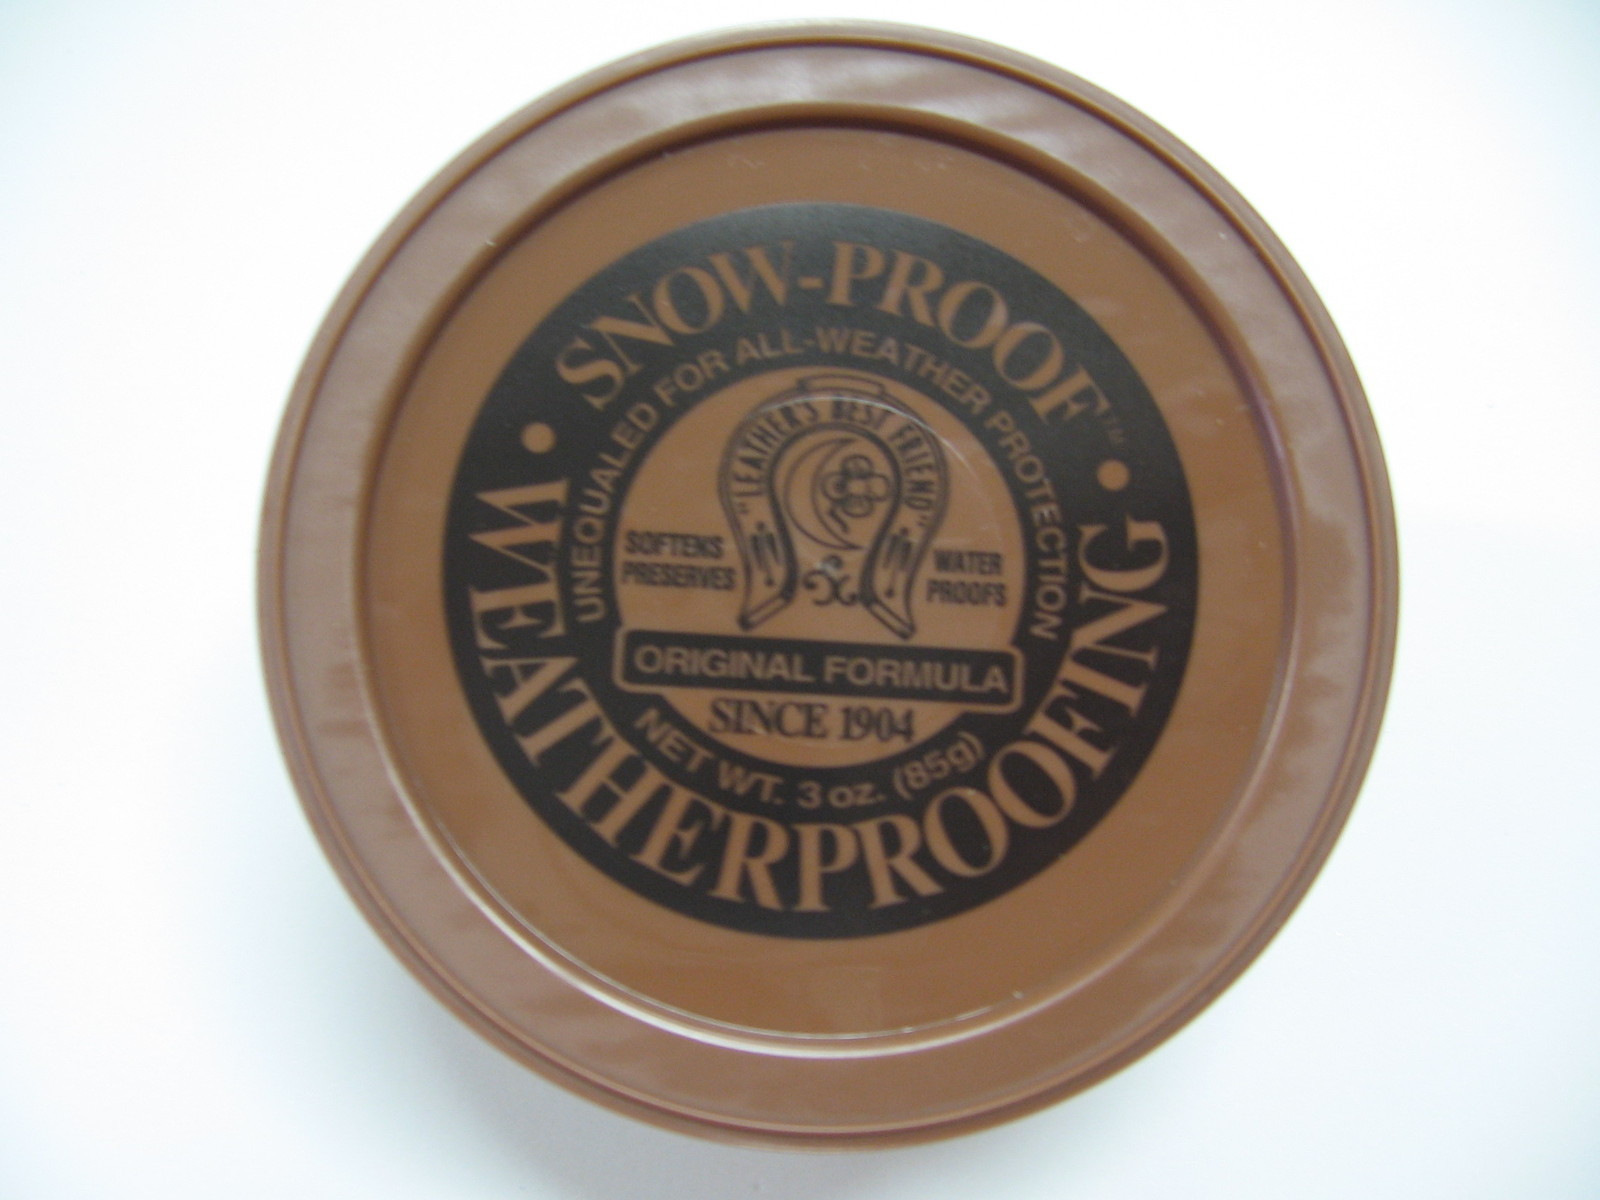 SNOW-PROOF™
UNEQUALED FOR ALL-WEATHER PROTECTION
"LEATHER'S BEST FRIEND"
SOFTENS
PRESERVES
WATER
PROOFS
ORIGINAL FORMULA
SINCE 1904
NET WT. 3 oz. (85g)
WEATHERPROOFING